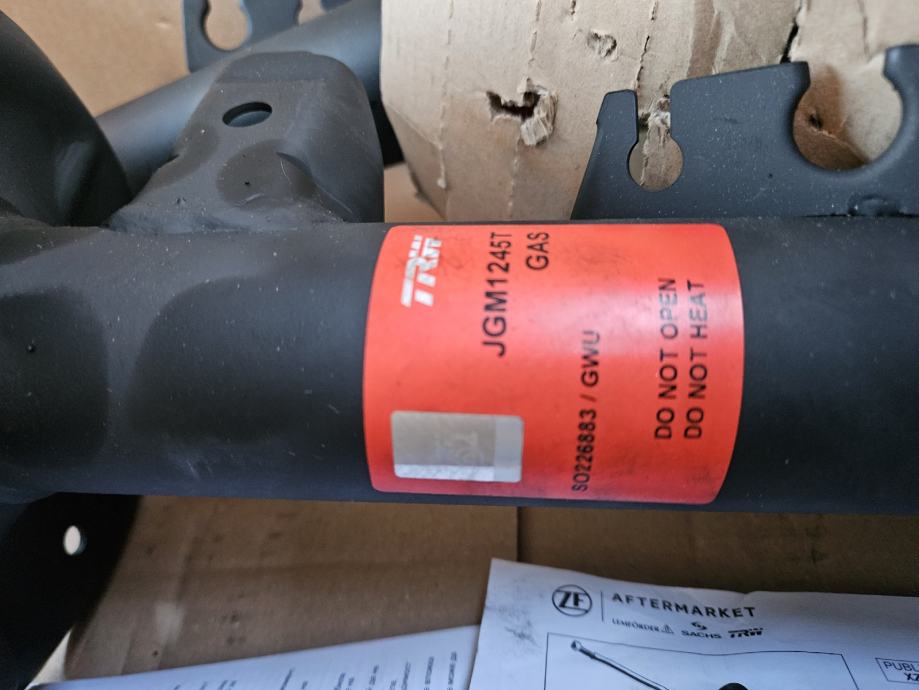 TRW
JGM1245T
GAS
SO226883 / GWU
DO NOT OPEN
DO NOT HEAT
ZF AFTERMARKET
LEMFÖRDER SACHS TRW